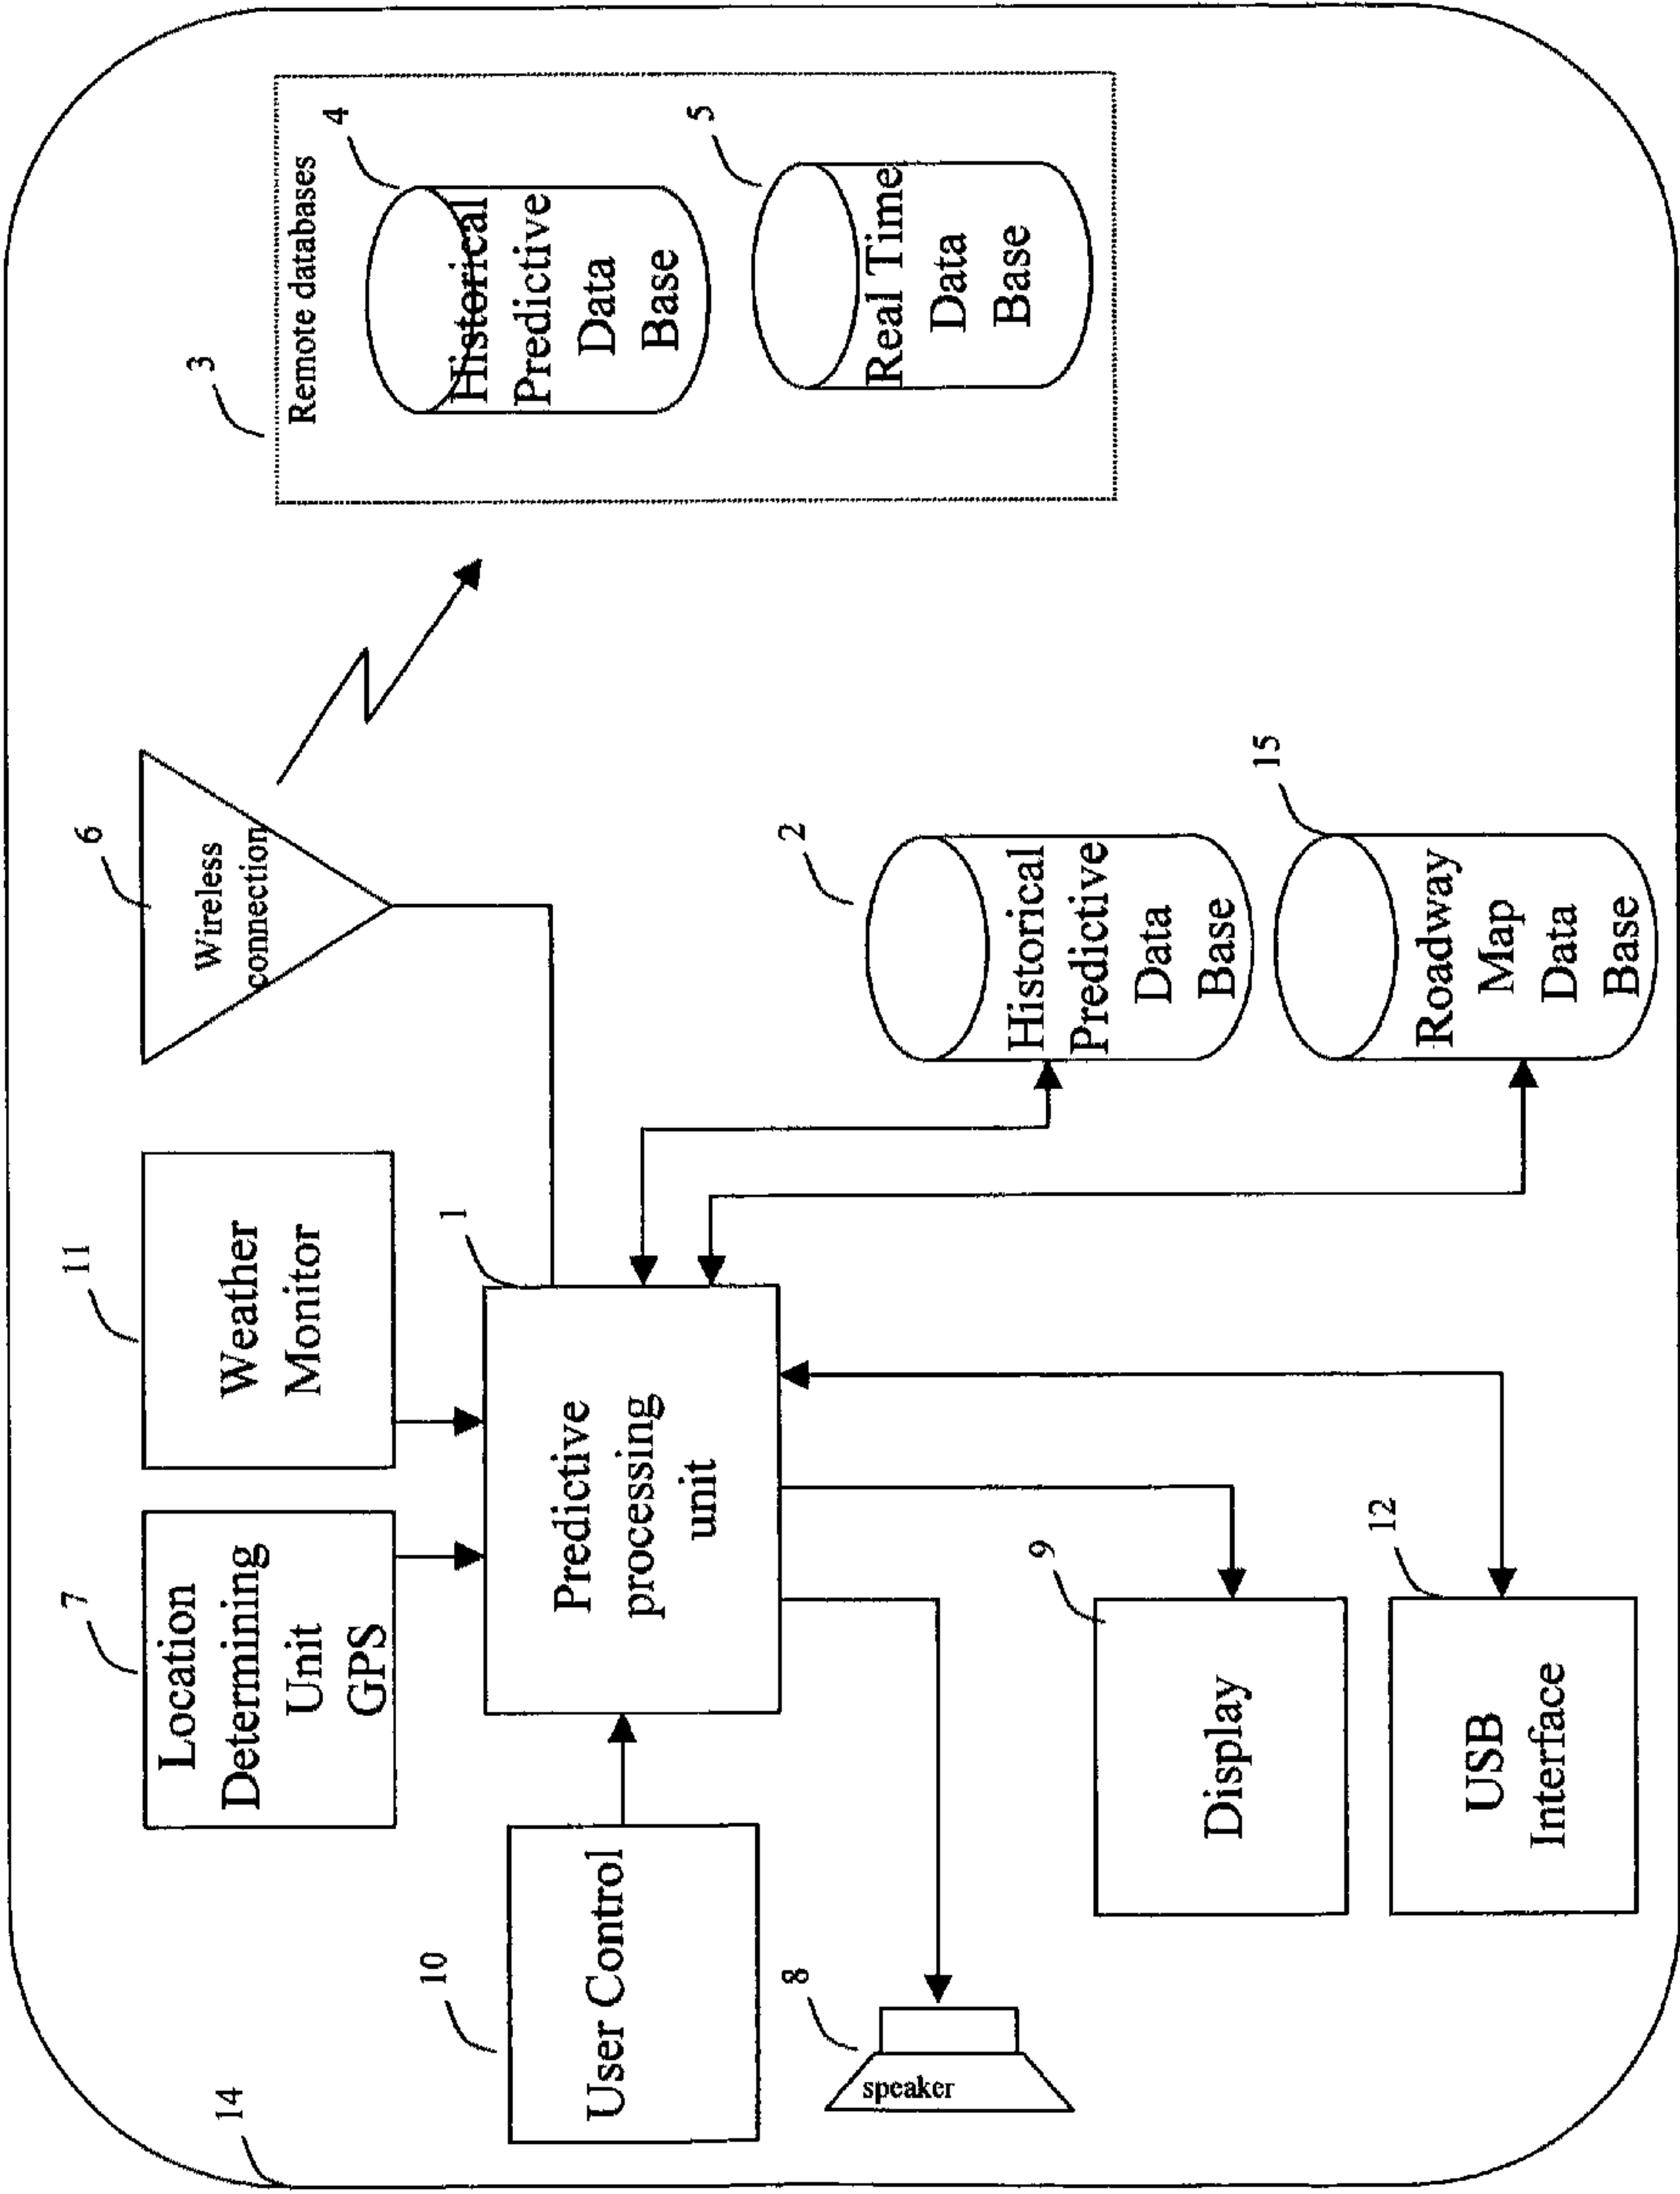 14
10
User Control
7
Location
Determining
Unit
GPS
11
Weather
Monitor
6
Wireless
connection
3
Remote databases
4
Historical
Predictive
Data
Base
5
Real Time
Data
Base
1
Predictive
processing
unit
2
Historical
Predictive
Data
Base
15
Roadway
Map
Data
Base
8
speaker
9
Display
12
USB
Interface